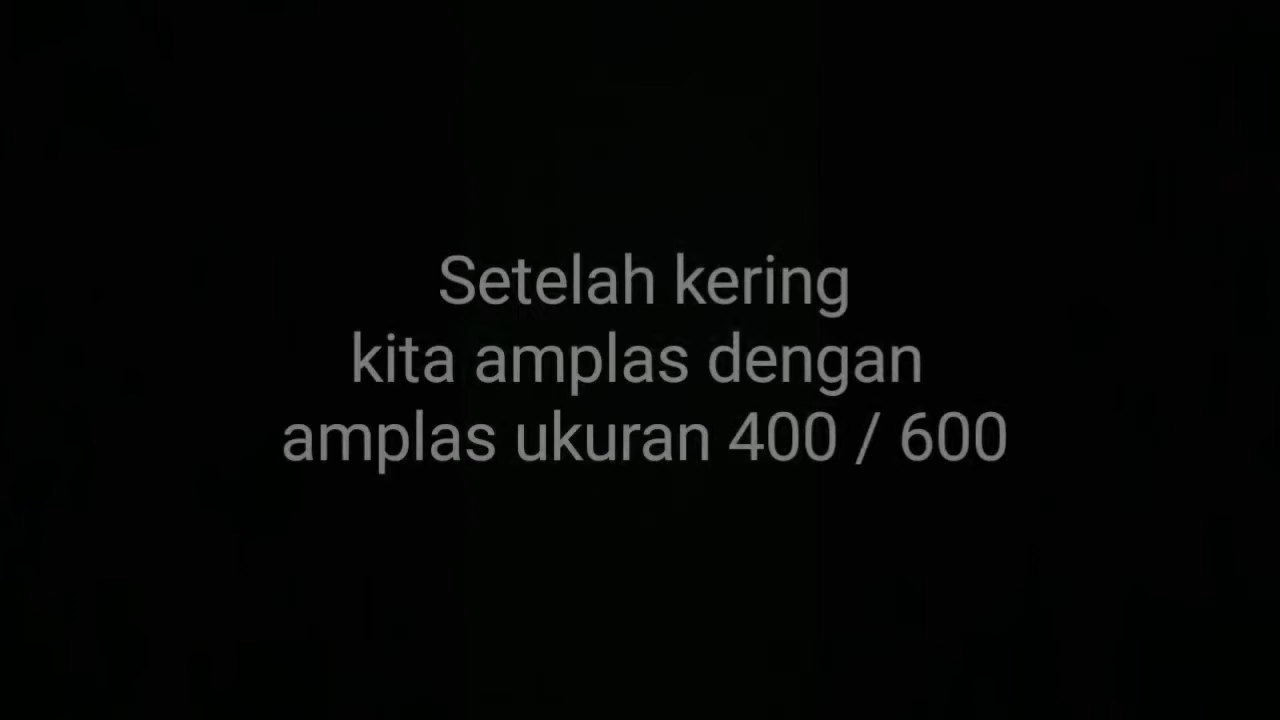 Setelah kering
kita amplas dengan
amplas ukuran 400 / 600